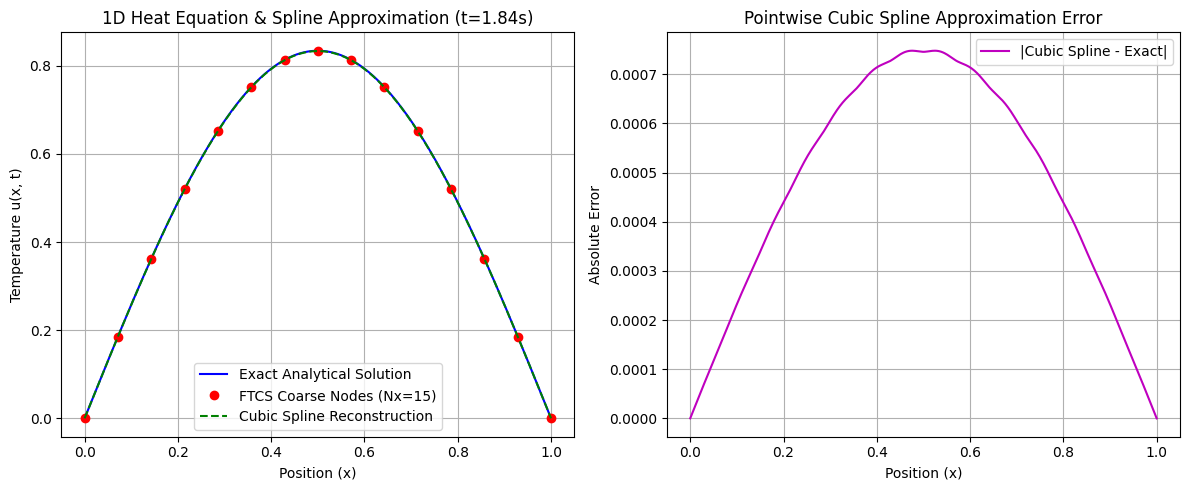 1D Heat Equation & Spline Approximation (t=1.84s)
Temperature u(x, t)
0.8
0.6
0.4
0.2
0.0
0.0 0.2 0.4 0.6 0.8 1.0
Position (x)
Exact Analytical Solution
FTCS Coarse Nodes (Nx=15)
Cubic Spline Reconstruction
Pointwise Cubic Spline Approximation Error
Absolute Error
0.0007
0.0006
0.0005
0.0004
0.0003
0.0002
0.0001
0.0000
0.0 0.2 0.4 0.6 0.8 1.0
Position (x)
|Cubic Spline - Exact|